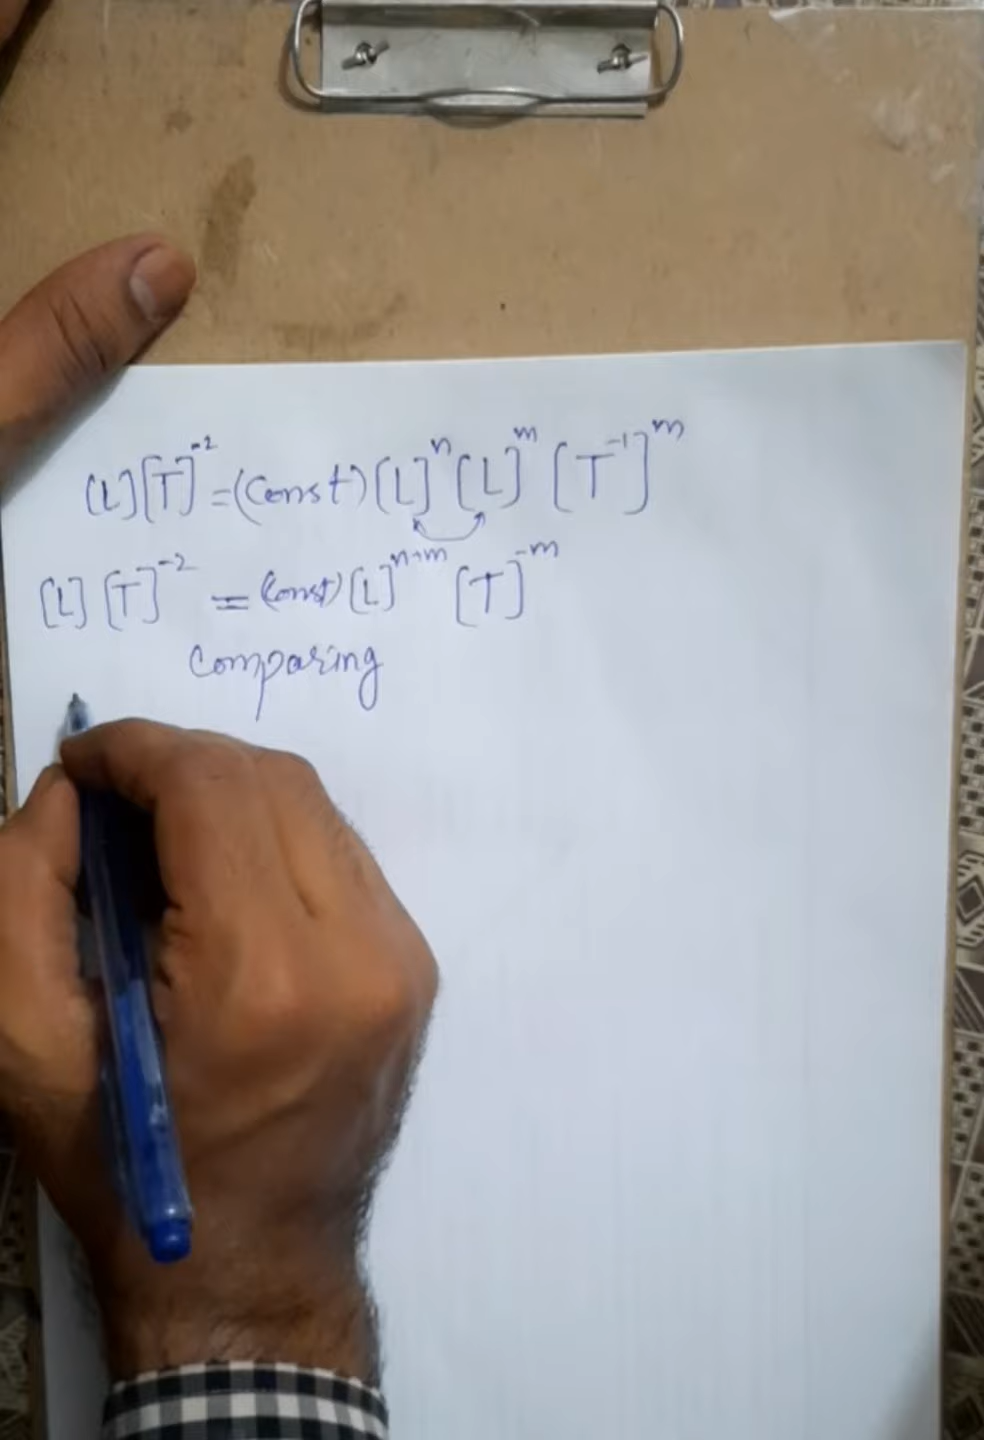 [L][T]⁻² = (Const) [L]ⁿ [L]ᵐ [T⁻¹]ᵐ
[L] [T]⁻² = (Const) [L]ⁿ⁺ᵐ [T]⁻ᵐ
Comparing